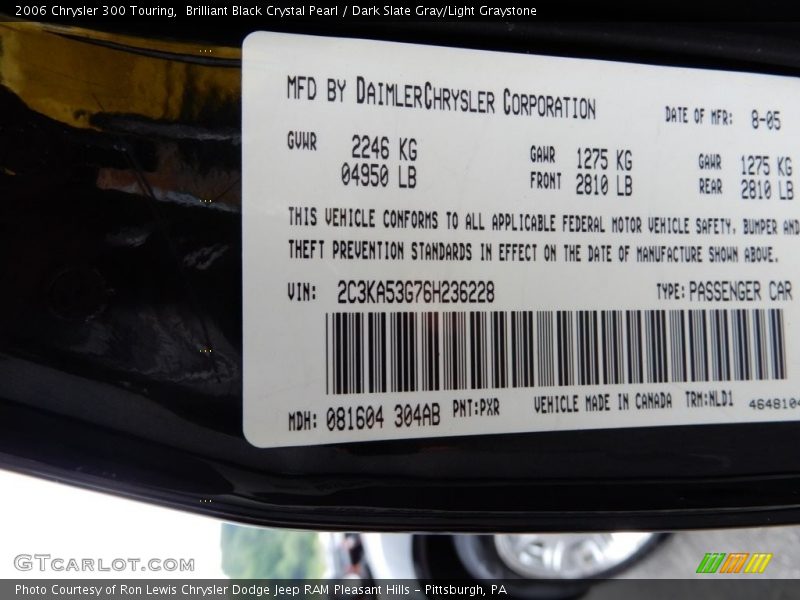 2006 Chrysler 300 Touring,  Brilliant Black Crystal Pearl / Dark Slate Gray/Light Graystone
MFD BY DAIMLERCHRYSLER CORPORATION
DATE OF MFR: 8-05
GVWR 2246 KG
04950 LB
GAWR FRONT 1275 KG
2810 LB
GAWR REAR 1275 KG
2810 LB
THIS VEHICLE CONFORMS TO ALL APPLICABLE FEDERAL MOTOR VEHICLE SAFETY, BUMPER AND
THEFT PREVENTION STANDARDS IN EFFECT ON THE DATE OF MANUFACTURE SHOWN ABOVE.
VIN: 2C3KA53G76H236228 TYPE: PASSENGER CAR
MDH: 081604 304AB PNT:PXR VEHICLE MADE IN CANADA TRM:NLD1 4648104
GTCARLOT.COM
Photo Courtesy of Ron Lewis Chrysler Dodge Jeep RAM Pleasant Hills - Pittsburgh, PA